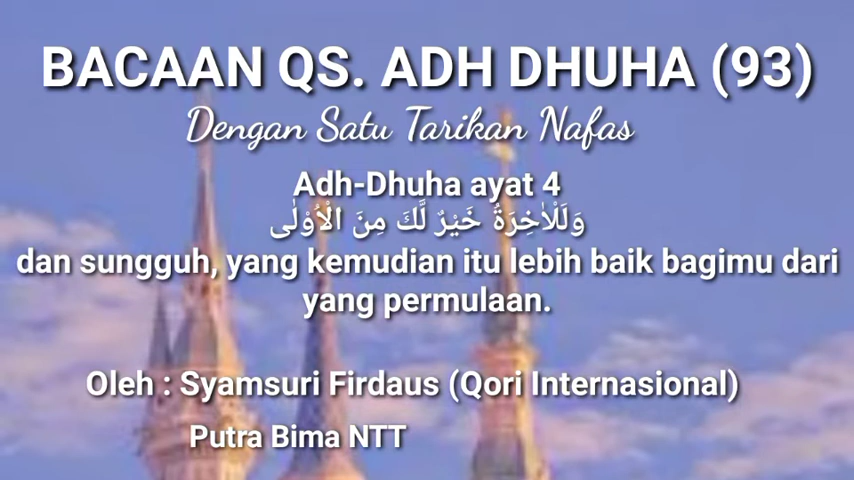 BACAAN QS. ADH DHUHA (93)
Dengan Satu Tarikan Nafas
Adh-Dhuha ayat 4
وَلَلْاٰخِرَةُ خَيْرٌ لَّكَ مِنَ الْاُوْلٰى
dan sungguh, yang kemudian itu lebih baik bagimu dari
yang permulaan.
Oleh : Syamsuri Firdaus (Qori Internasional)
Putra Bima NTT